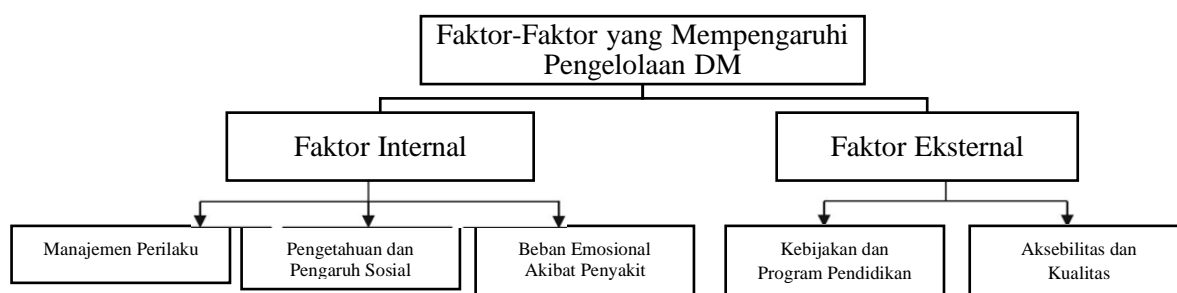 Faktor-Faktor yang Mempengaruhi
Pengelolaan DM
Faktor Internal
Faktor Eksternal
Manajemen Perilaku
Pengetahuan dan
Pengaruh Sosial
Beban Emosional
Akibat Penyakit
Kebijakan dan
Program Pendidikan
Aksebilitas dan
Kualitas